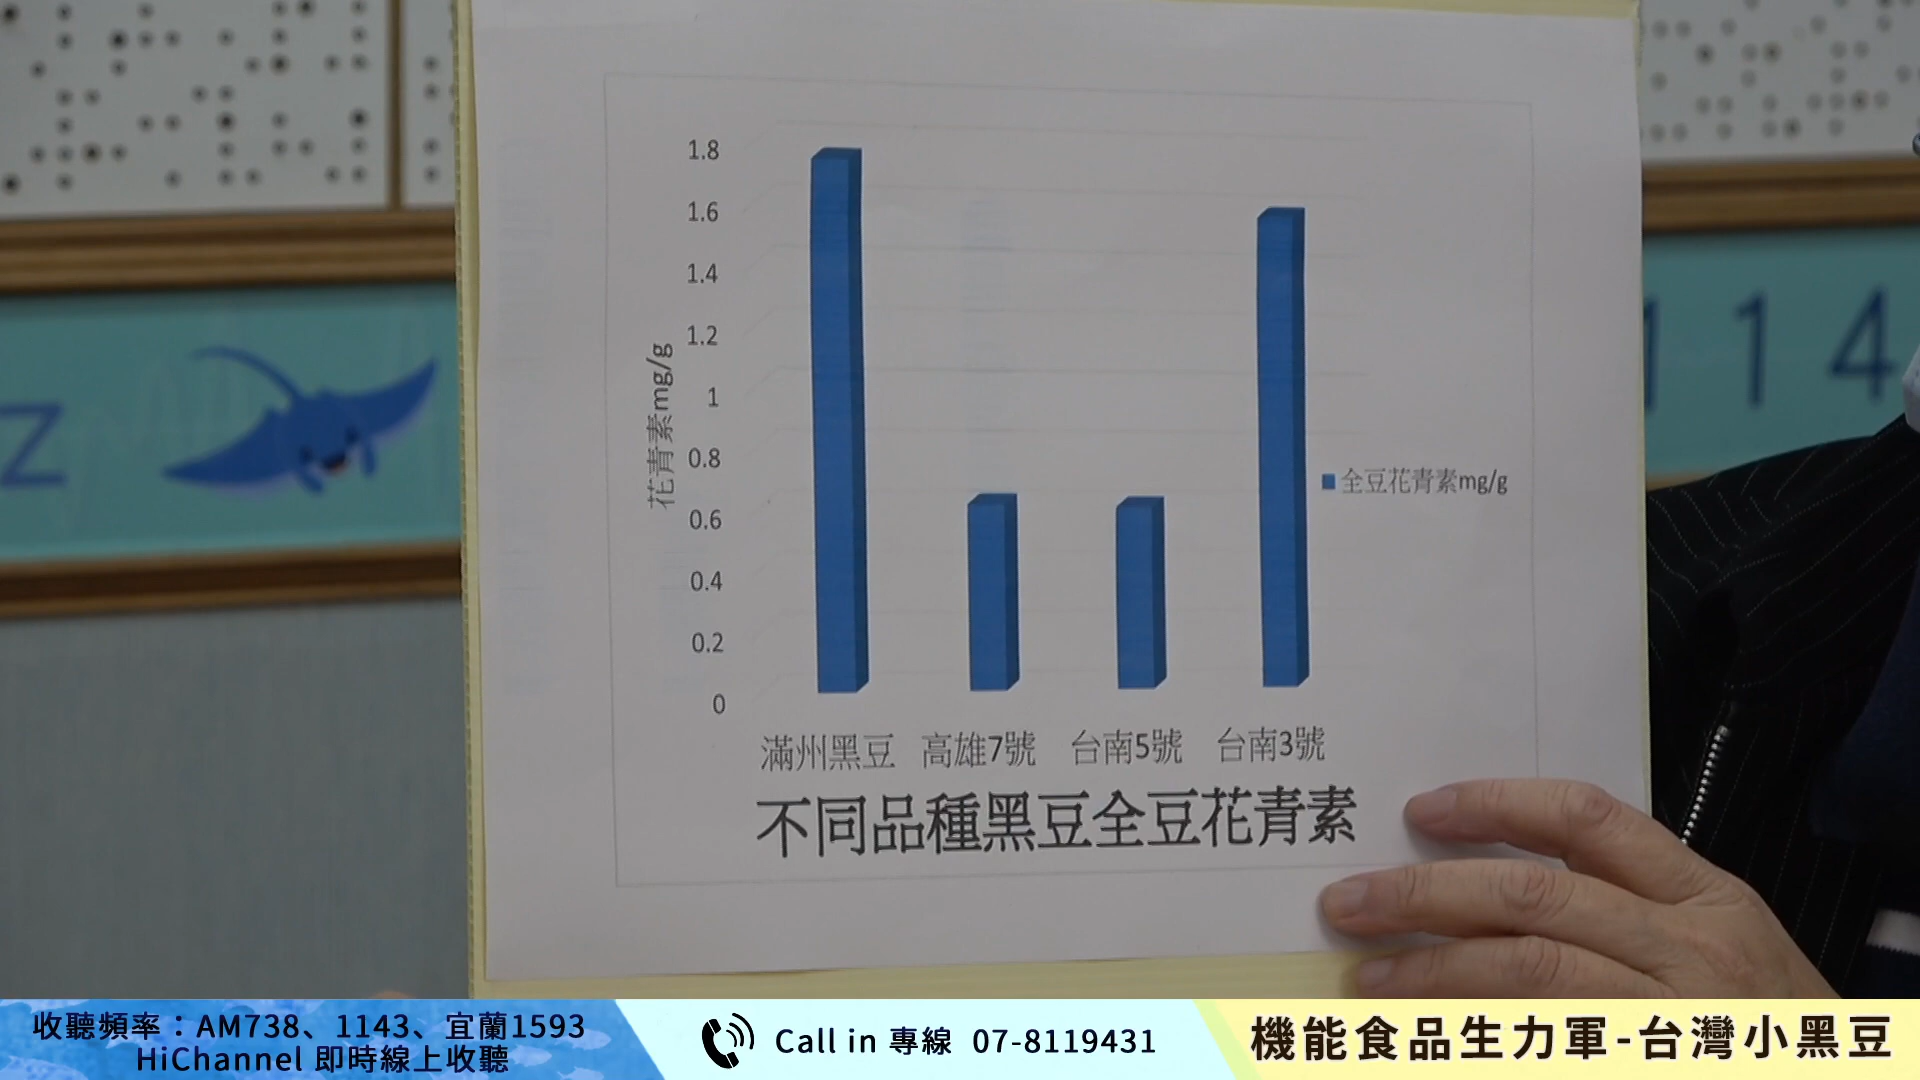 1.8
1.6
1.4
1.2
1
0.8
0.6
0.4
0.2
0
花青素mg/g
全豆花青素mg/g
滿州黑豆 高雄7號 台南5號 台南3號
不同品種黑豆全豆花青素
Z
114
收聽頻率：AM738、1143、宜蘭1593
HiChannel 即時線上收聽
Call in 專線 07-8119431
機能食品生力軍-台灣小黑豆